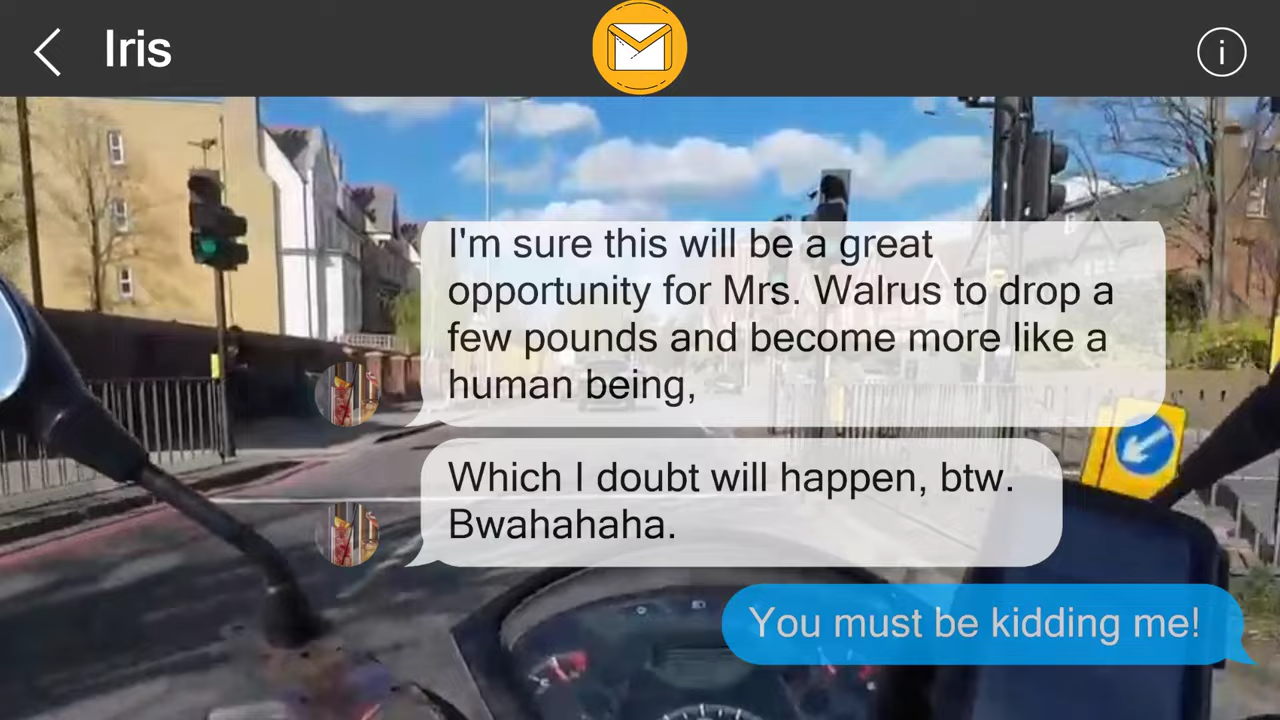 Iris
i
I'm sure this will be a great
opportunity for Mrs. Walrus to drop a
few pounds and become more like a
human being,
Which I doubt will happen, btw.
Bwahahaha.
You must be kidding me!